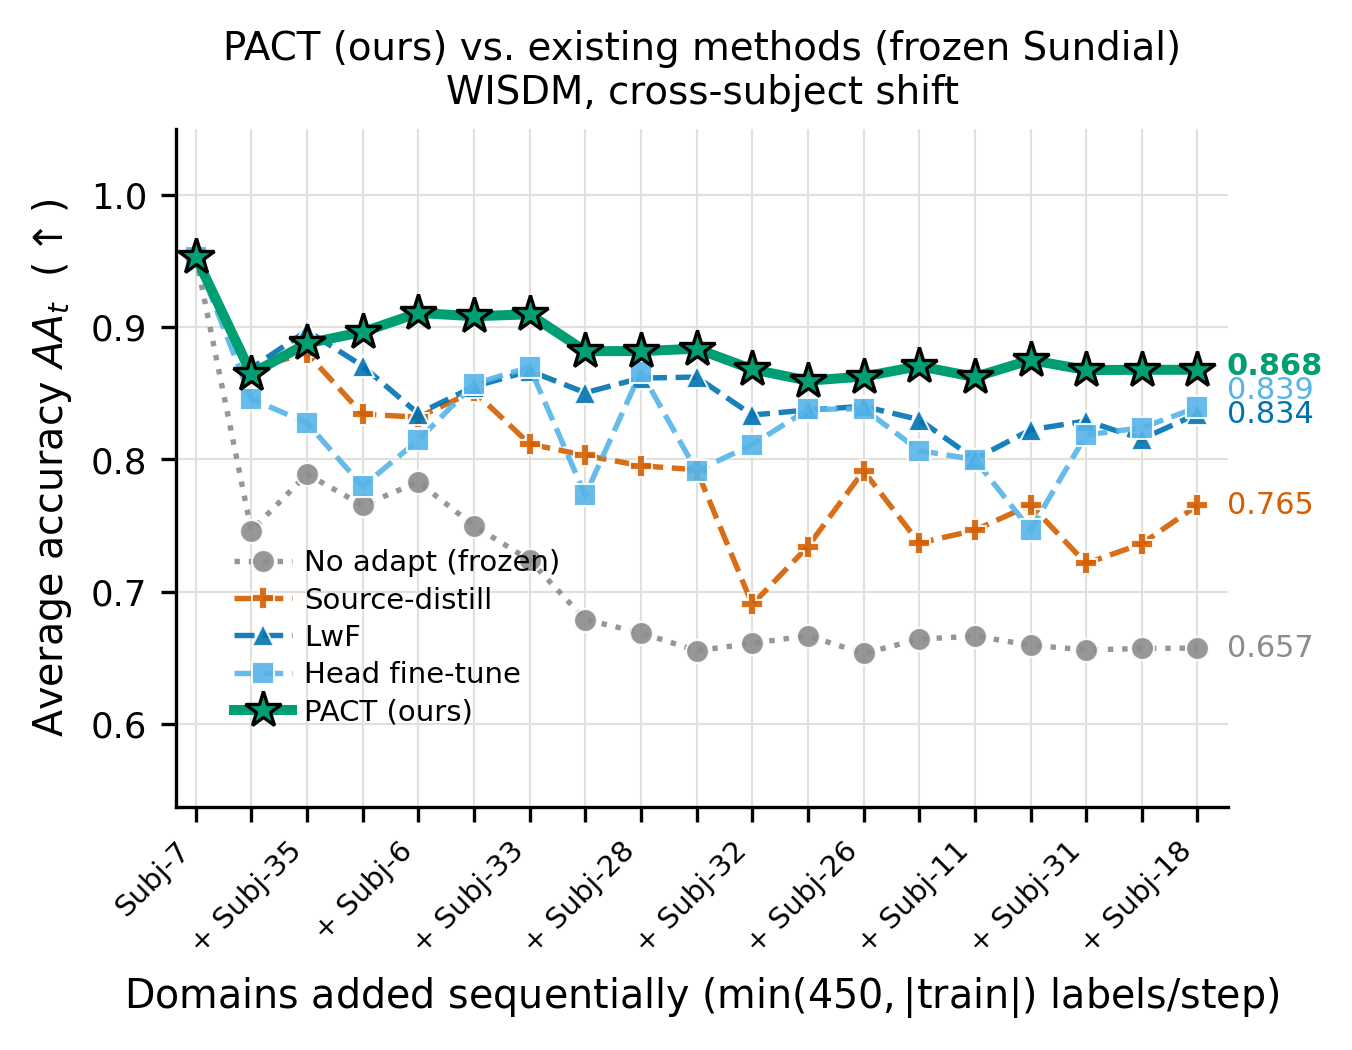 PACT (ours) vs. existing methods (frozen Sundial)
WISDM, cross-subject shift
Average accuracy AAₜ (↑)
1.0
0.9
0.8
0.7
0.6
0.868
0.839
0.834
0.765
0.657
No adapt (frozen)
Source-distill
LwF
Head fine-tune
PACT (ours)
Subj-7
+ Subj-35
+ Subj-6
+ Subj-33
+ Subj-28
+ Subj-32
+ Subj-26
+ Subj-11
+ Subj-31
+ Subj-18
Domains added sequentially (min(450, |train|) labels/step)